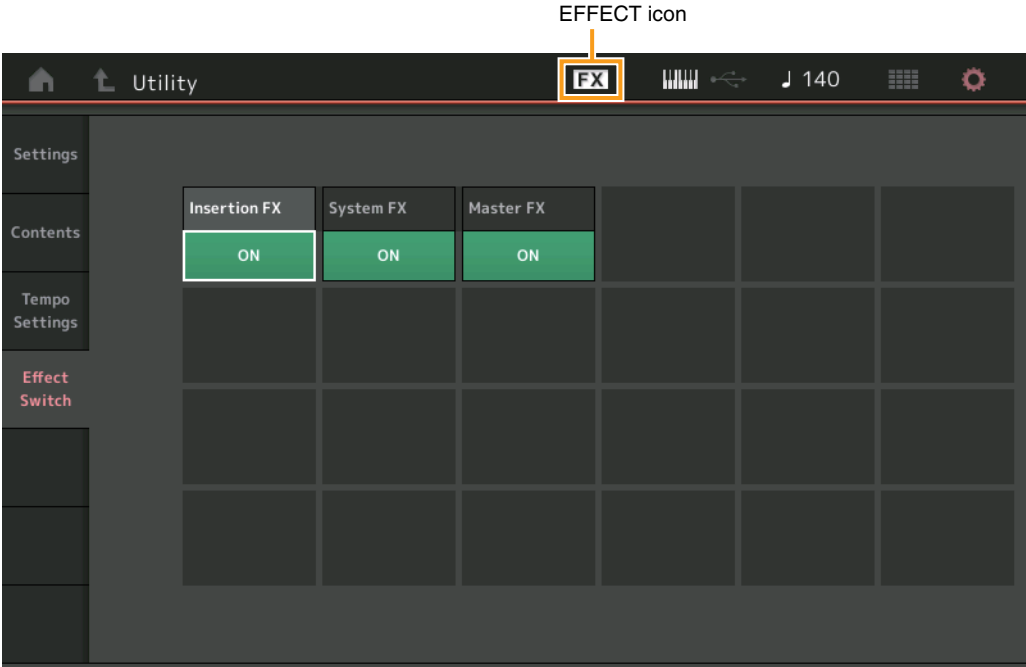 EFFECT icon
Utility
FX
140
Settings
Contents
Tempo
Settings
Effect
Switch
Insertion FX
System FX
Master FX
ON
ON
ON